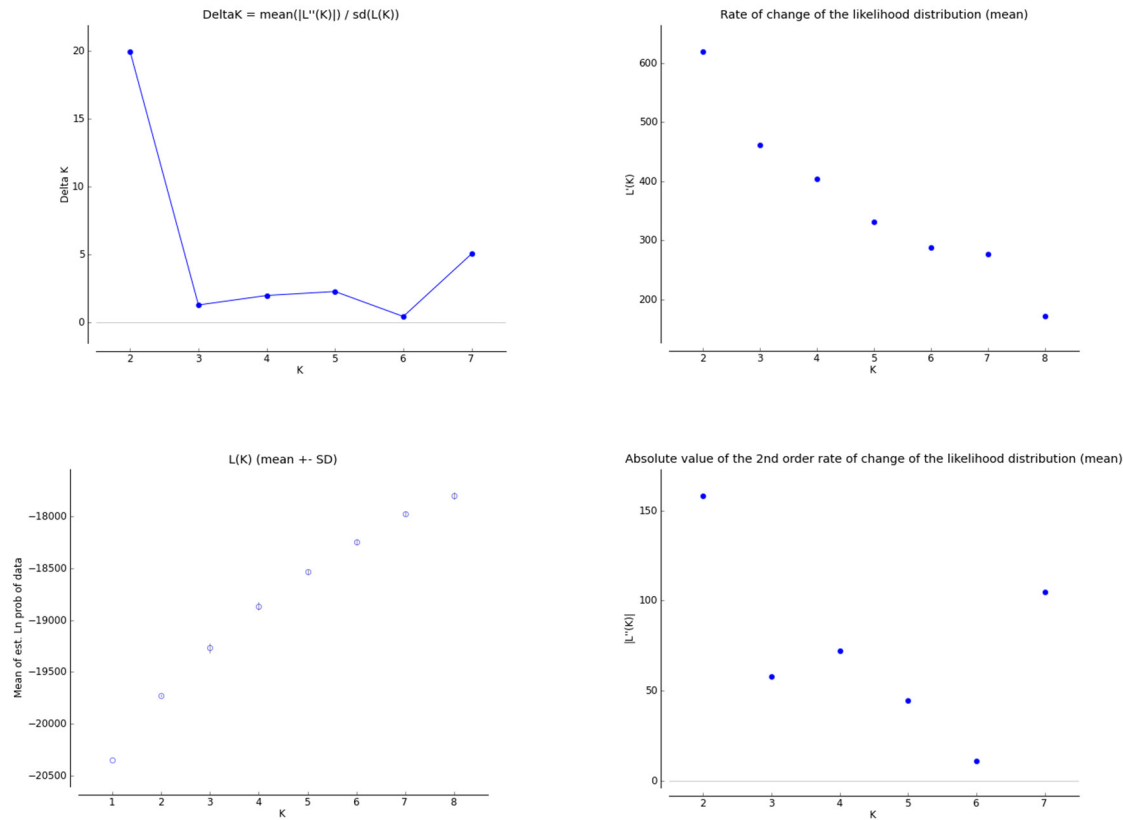 DeltaK = mean(|L''(K)|) / sd(L(K))
20
15
10
5
0
Delta K
2 3 4 5 6 7
K
Rate of change of the likelihood distribution (mean)
600
500
400
300
200
L'(K)
2 3 4 5 6 7 8
K
L(K) (mean +- SD)
−18000
−18500
−19000
−19500
−20000
−20500
Mean of est. Ln prob of data
1 2 3 4 5 6 7 8
K
Absolute value of the 2nd order rate of change of the likelihood distribution (mean)
150
100
50
0
|L''(K)|
2 3 4 5 6 7
K